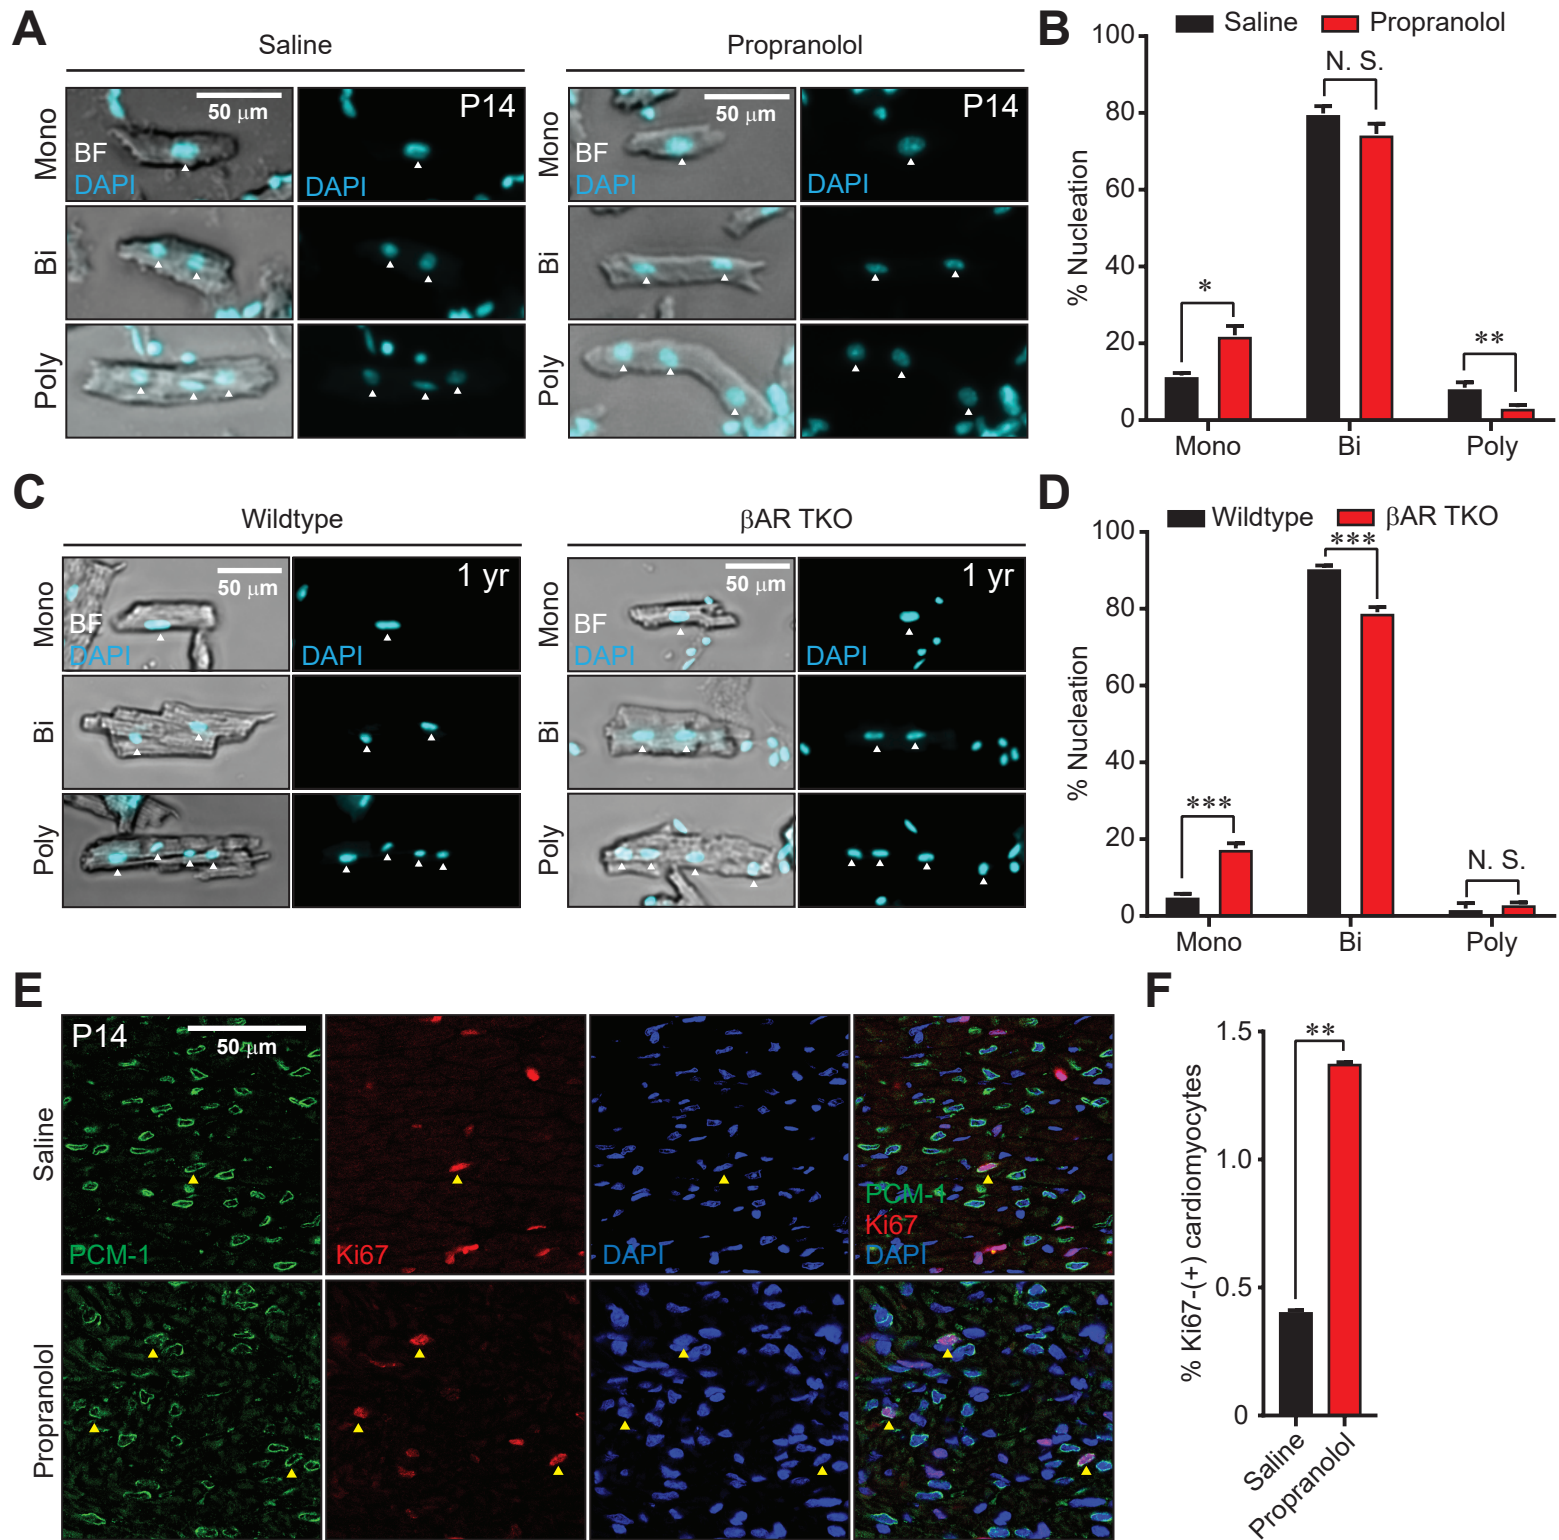 A
Saline
Propranolol
Mono
50 μm
BF
DAPI
P14
DAPI
Bi
Poly
Mono
50 μm
BF
DAPI
P14
DAPI
Bi
Poly
B
Saline
Propranolol
% Nucleation
100
80
60
40
20
0
*
N. S.
**
Mono
Bi
Poly
C
Wildtype
βAR TKO
Mono
50 μm
BF
DAPI
1 yr
DAPI
Bi
Poly
Mono
50 μm
BF
DAPI
1 yr
DAPI
Bi
Poly
D
Wildtype
βAR TKO
% Nucleation
100
80
60
40
20
0
***
***
N. S.
Mono
Bi
Poly
E
Saline
P14
50 μm
PCM-1
Ki67
DAPI
PCM-1
Ki67
DAPI
Propranolol
F
% Ki67-(+) cardiomyocytes
1.5
1.0
0.5
0
**
Saline
Propranolol